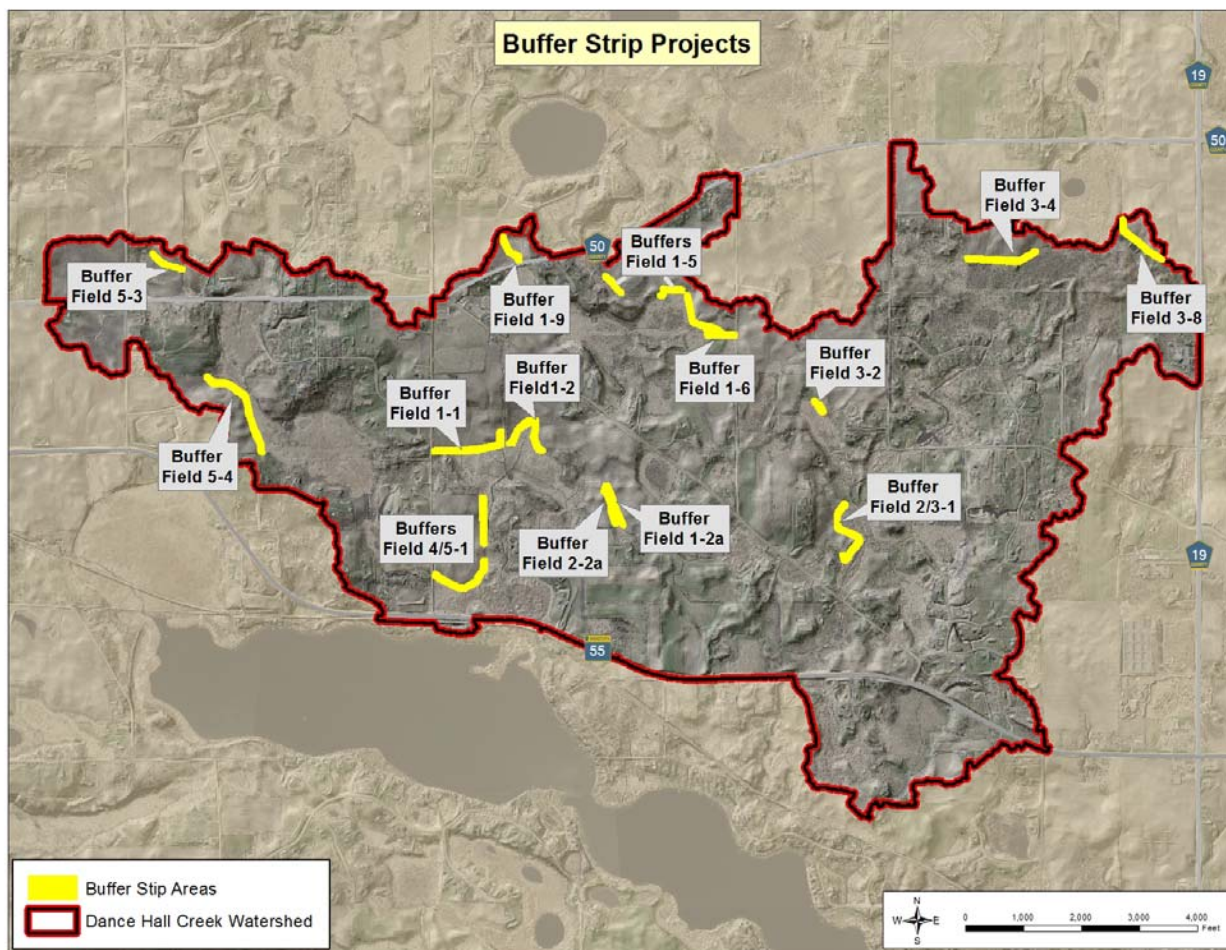 Buffer Strip Projects
19
50
Buffer
Field 3-4
50
Buffers
Field 1-5
Buffer
Field 5-3
Buffer
Field 1-9
Buffer
Field 3-8
Buffer
Field 1-6
Buffer
Field 3-2
Buffer
Field1-2
Buffer
Field 1-1
Buffer
Field 5-4
Buffer
Field 2/3-1
Buffers
Field 4/5-1
Buffer
Field 2-2a
Buffer
Field 1-2a
19
55
Buffer Stip Areas
Dance Hall Creek Watershed
N
W E
S
0 1,000 2,000 3,000 4,000
Feet